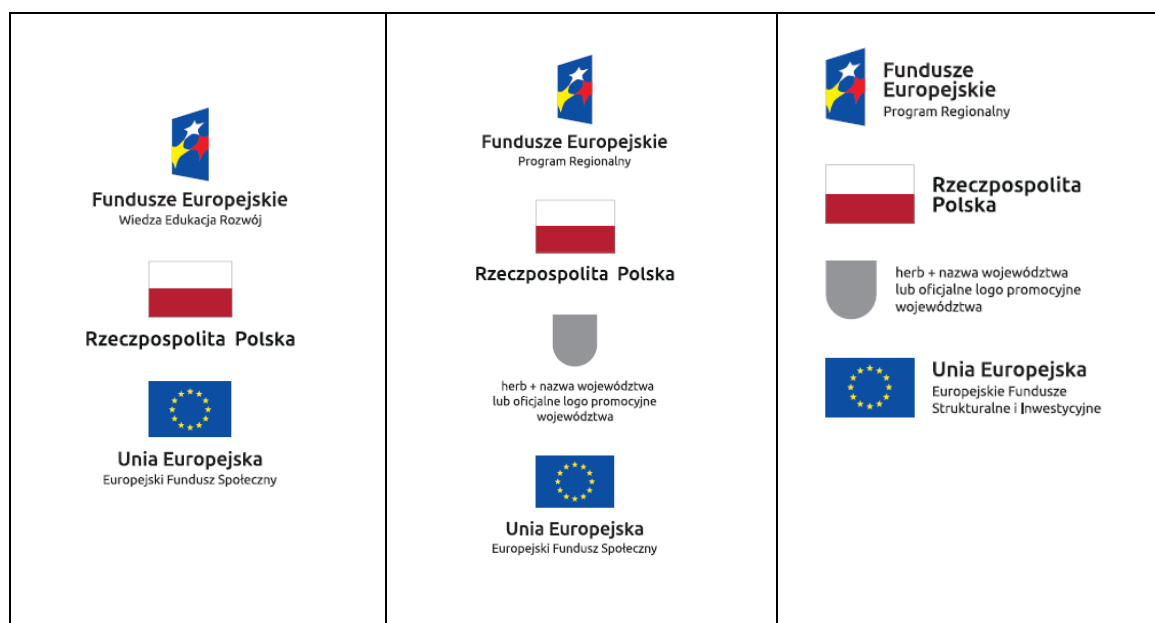 Fundusze Europejskie
Wiedza Edukacja Rozwój
Rzeczpospolita Polska
Unia Europejska
Europejski Fundusz Społeczny
Fundusze Europejskie
Program Regionalny
Rzeczpospolita Polska
herb + nazwa województwa
lub oficjalne logo promocyjne
województwa
Unia Europejska
Europejski Fundusz Społeczny
Fundusze
Europejskie
Program Regionalny
Rzeczpospolita
Polska
herb + nazwa województwa
lub oficjalne logo promocyjne
województwa
Unia Europejska
Europejskie Fundusze
Strukturalne i Inwestycyjne